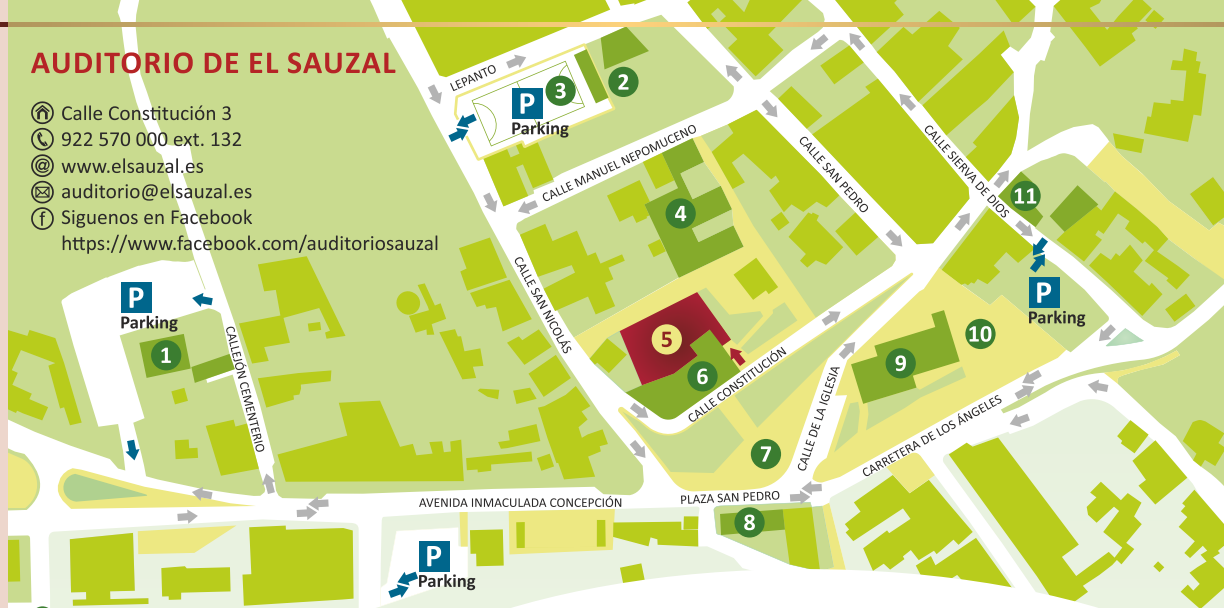 AUDITORIO DE EL SAUZAL
Calle Constitución 3
922 570 000 ext. 132
www.elsauzal.es
auditorio@elsauzal.es
Siguenos en Facebook
https://www.facebook.com/auditoriosauzal
LEPANTO
P
Parking
3
2
CALLE MANUEL NEPOMUCENO
CALLE SAN PEDRO
CALLE SIERVA DE DIOS
11
4
CALLE SAN NICOLÁS
P
Parking
P
Parking
1
CALLEJÓN CEMENTERIO
5
6
CALLE CONSTITUCIÓN
CALLE DE LA IGLESIA
9
10
CARRETERA DE LOS ÁNGELES
7
AVENIDA INMACULADA CONCEPCIÓN
PLAZA SAN PEDRO
8
P
Parking